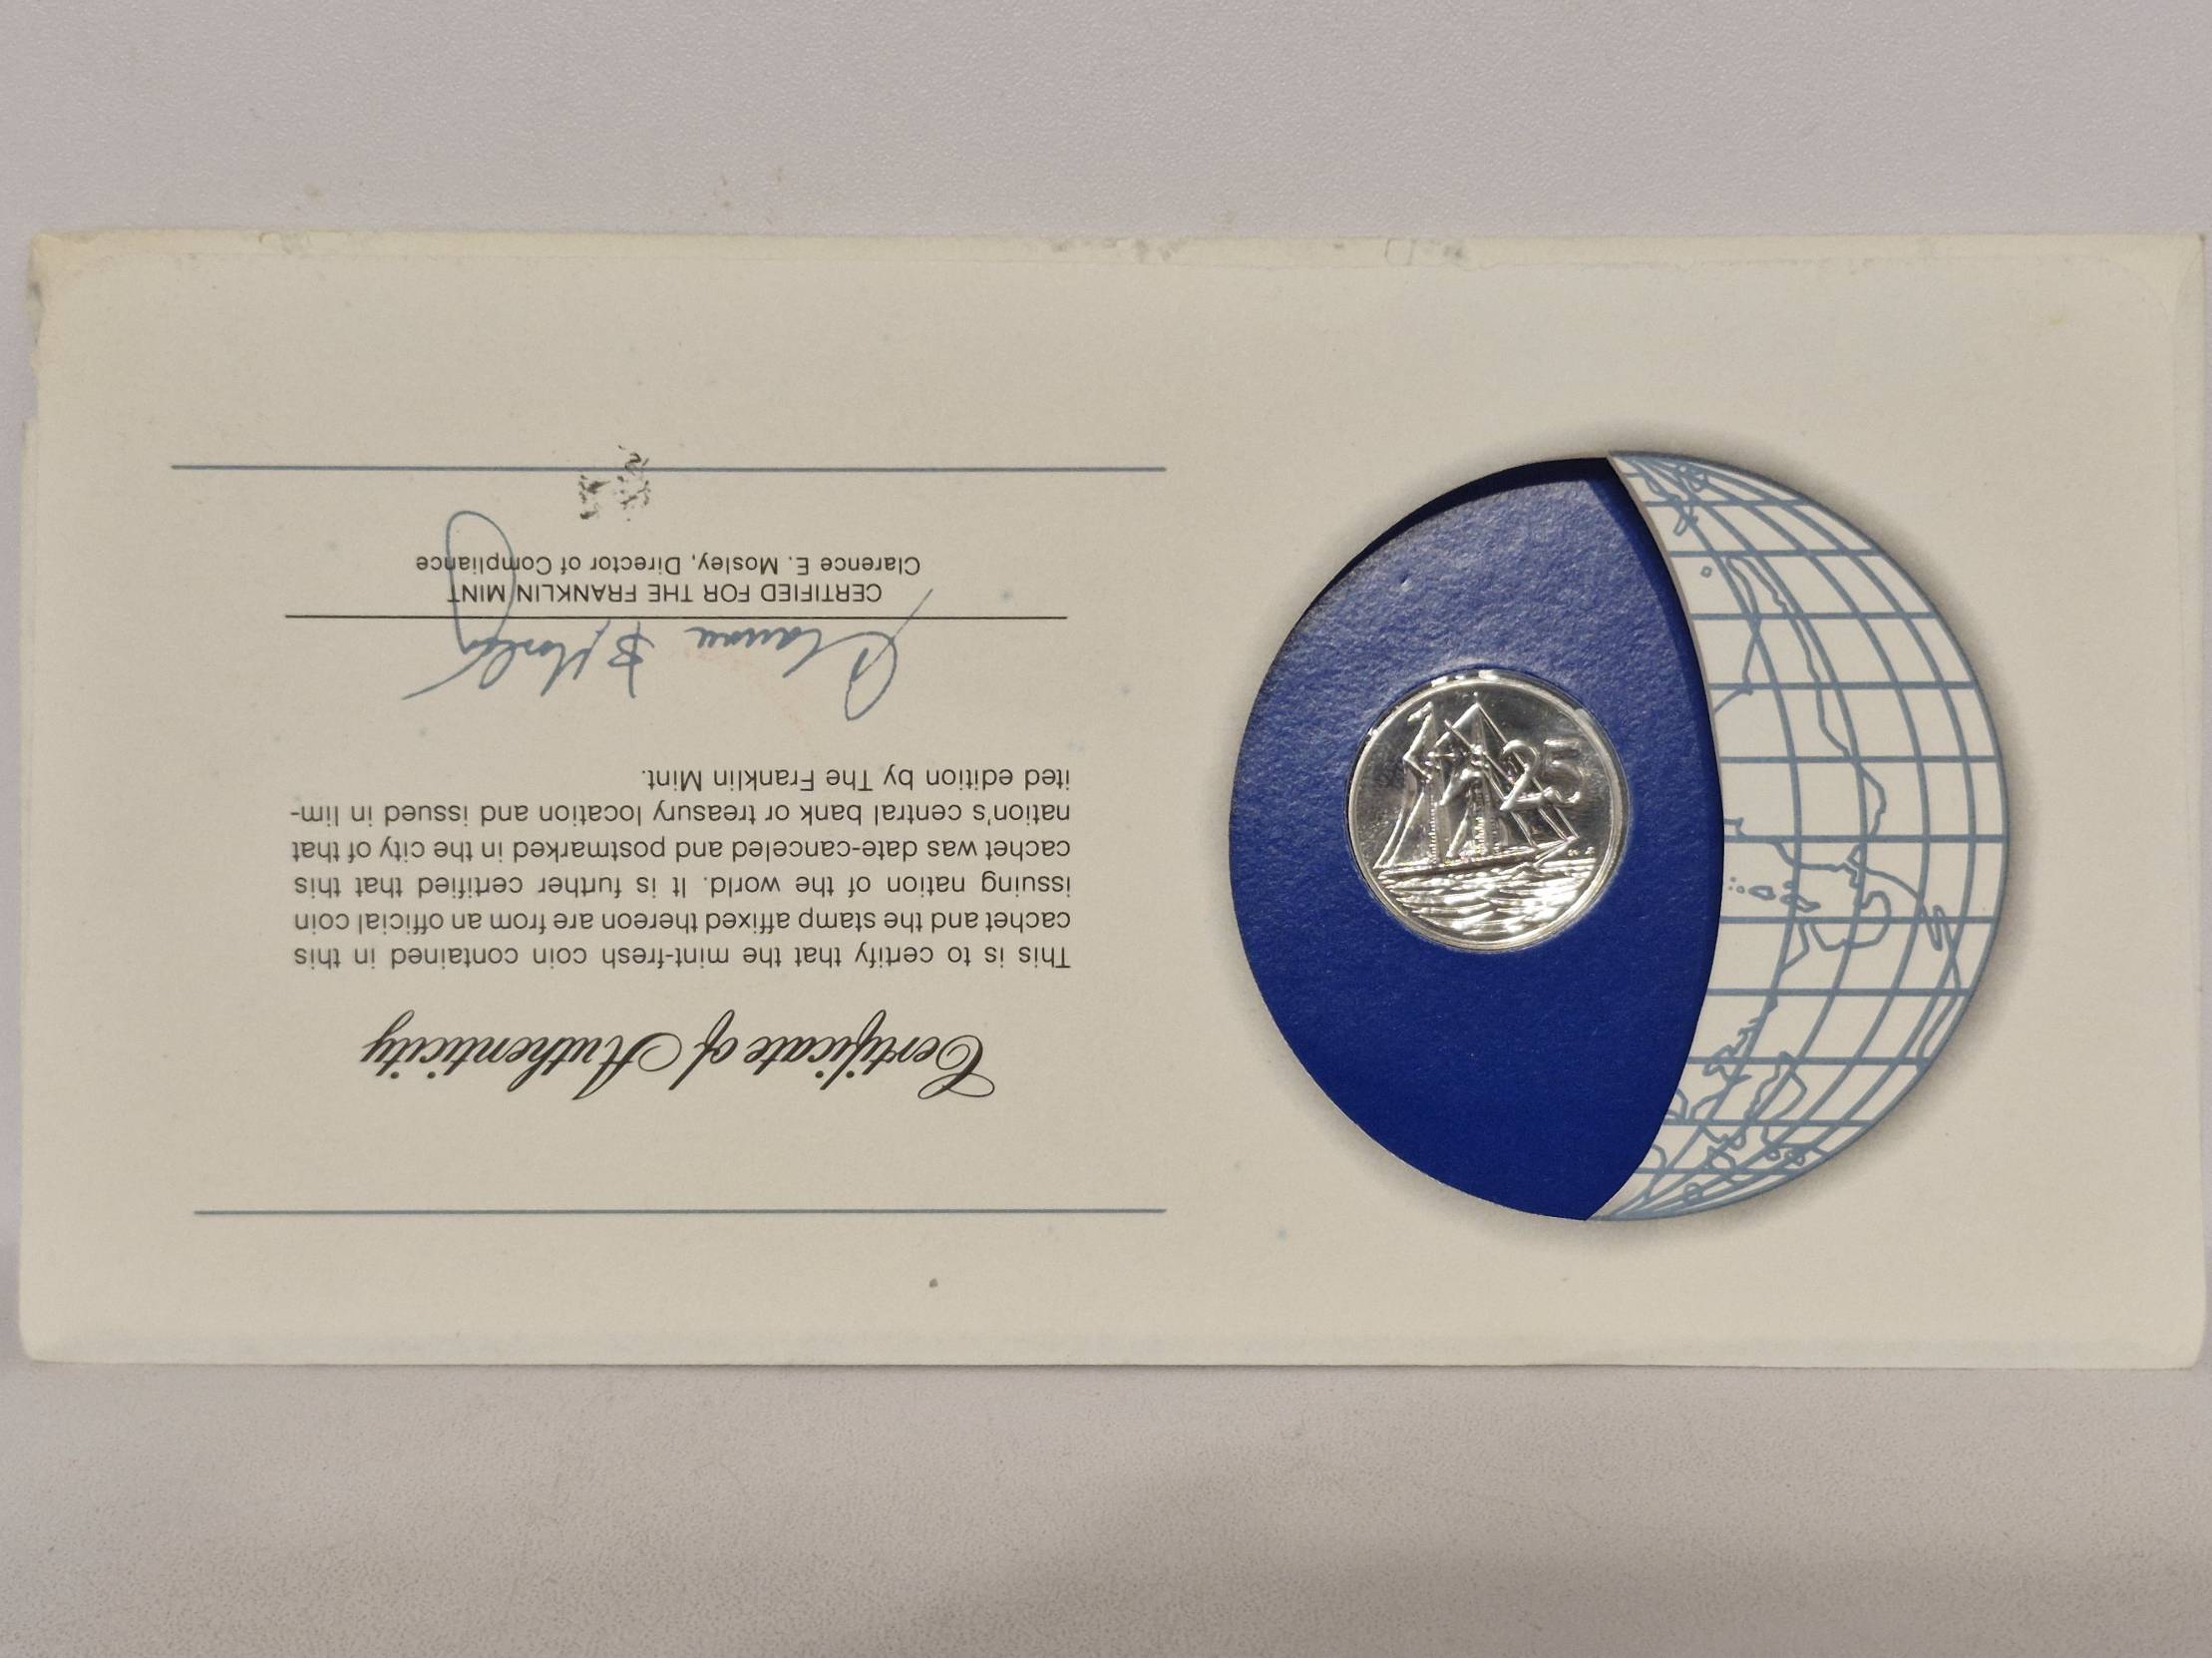 Certificate of Authenticity
This is to certify that the mint-fresh coin contained in this
cachet and the stamp affixed thereon are from an official coin
issuing nation of the world. It is further certified that this
cachet was date-canceled and postmarked in the city of that
nation's central bank or treasury location and issued in lim-
ited edition by The Franklin Mint.
Clarence E. Mosley
CERTIFIED FOR THE FRANKLIN MINT
Clarence E. Mosley, Director of Compliance
25